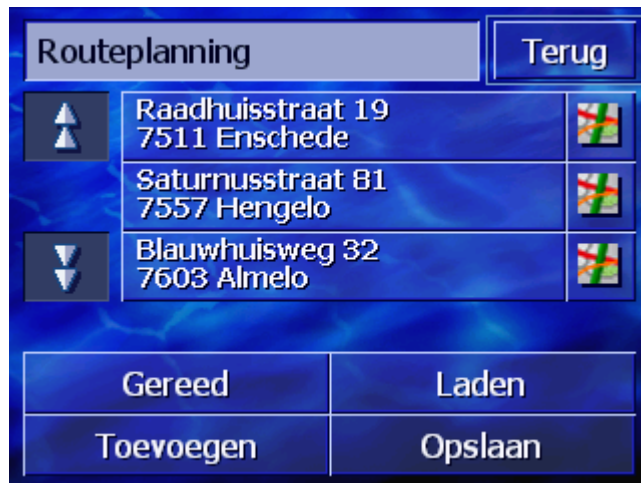 Routeplanning
Terug
Raadhuisstraat 19
7511 Enschede
Saturnusstraat 81
7557 Hengelo
Blauwhuisweg 32
7603 Almelo
Gereed
Laden
Toevoegen
Opslaan